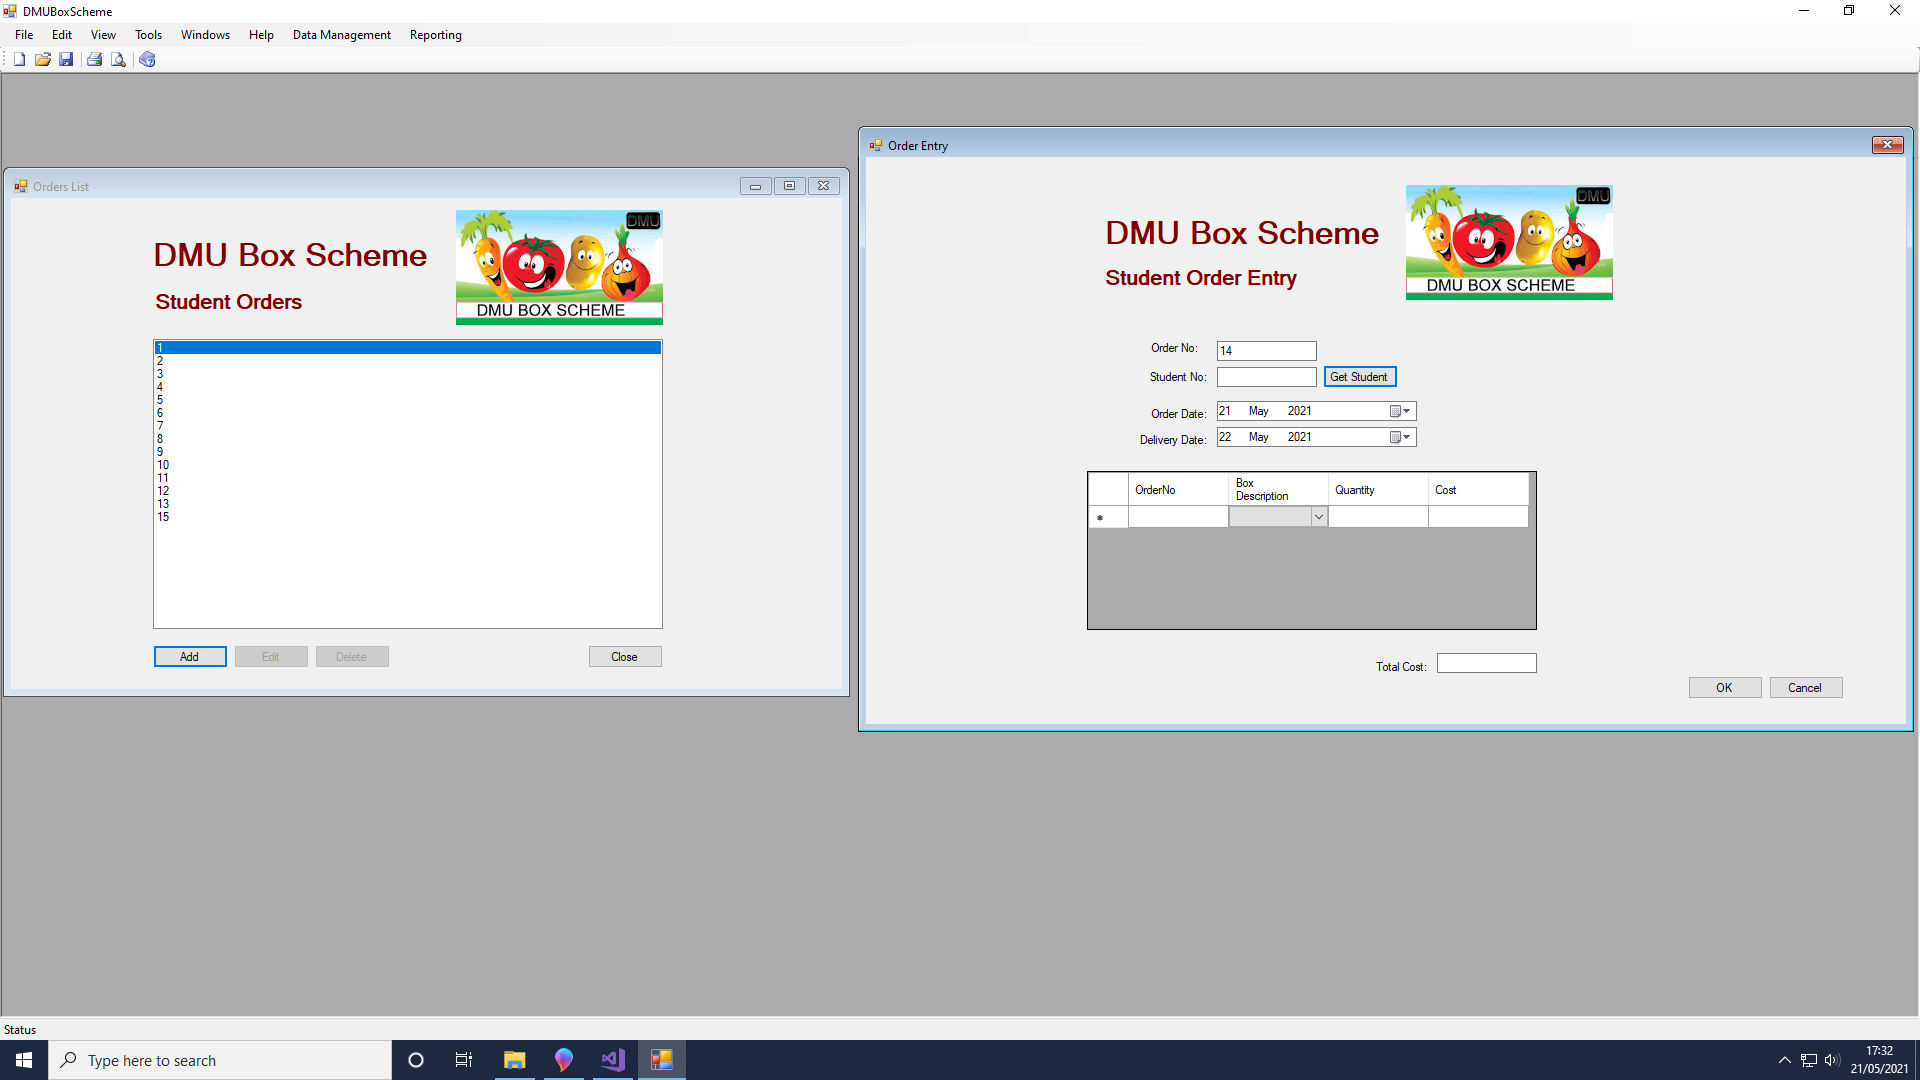 DMUBoxScheme
File Edit View Tools Windows Help Data Management Reporting
Orders List
DMU Box Scheme
Student Orders
DMU
DMU BOX SCHEME
1
2
3
4
5
6
7
8
9
10
11
12
13
15
Add Edit Delete Close
Order Entry
DMU Box Scheme
Student Order Entry
DMU
DMU BOX SCHEME
Order No: 14
Student No: Get Student
Order Date: 21 May 2021
Delivery Date: 22 May 2021
OrderNo Box Description Quantity Cost
Total Cost:
OK Cancel
Status
Type here to search
17:32
21/05/2021